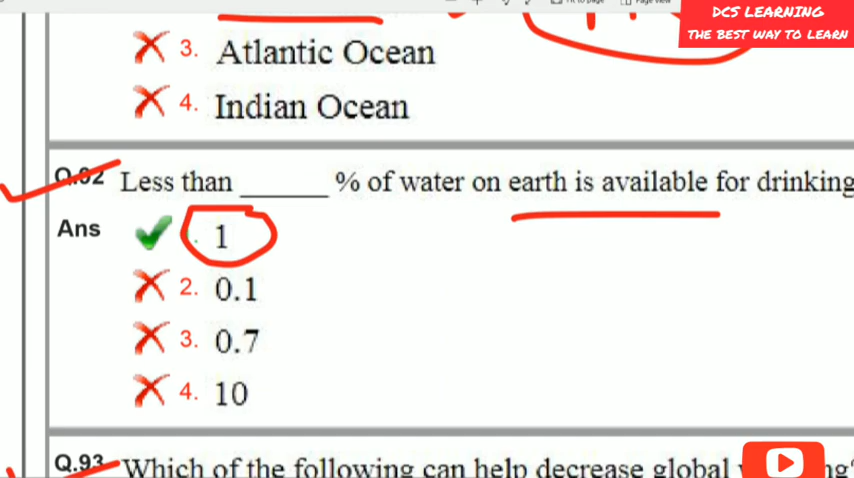 DCS LEARNING
THE BEST WAY TO LEARN
3. Atlantic Ocean
4. Indian Ocean
Q.92 Less than ______ % of water on earth is available for drinking
Ans 1
2. 0.1
3. 0.7
4. 10
Q.93 Which of the following can help decrease global